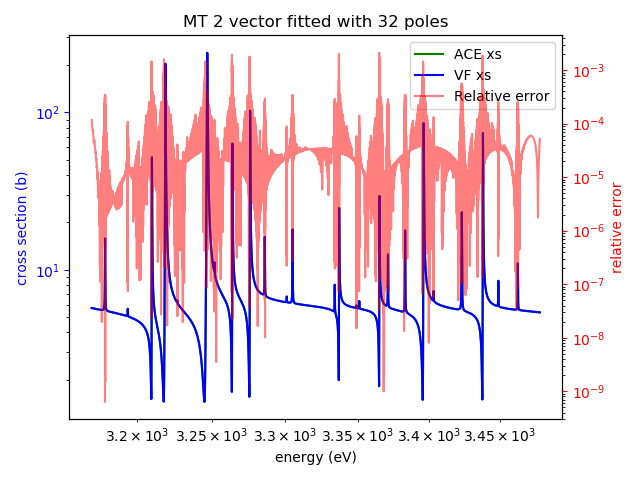 MT 2 vector fitted with 32 poles
ACE xs
VF xs
Relative error
10²
10¹
cross section (b)
10⁻³
10⁻⁴
10⁻⁵
10⁻⁶
10⁻⁷
10⁻⁸
10⁻⁹
relative error
3.2 × 10³ 3.25 × 10³ 3.3 × 10³ 3.35 × 10³ 3.4 × 10³ 3.45 × 10³
energy (eV)